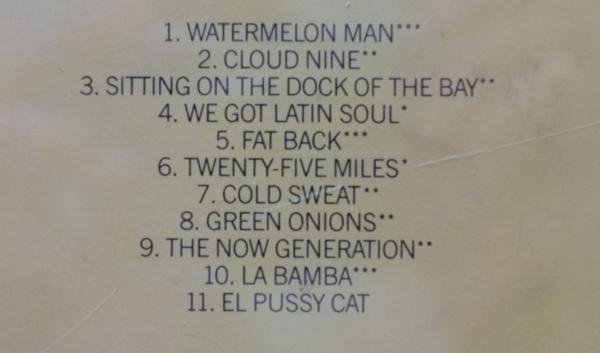 1. WATERMELON MAN***
2. CLOUD NINE**
3. SITTING ON THE DOCK OF THE BAY**
4. WE GOT LATIN SOUL*
5. FAT BACK***
6. TWENTY-FIVE MILES*
7. COLD SWEAT**
8. GREEN ONIONS**
9. THE NOW GENERATION**
10. LA BAMBA***
11. EL PUSSY CAT